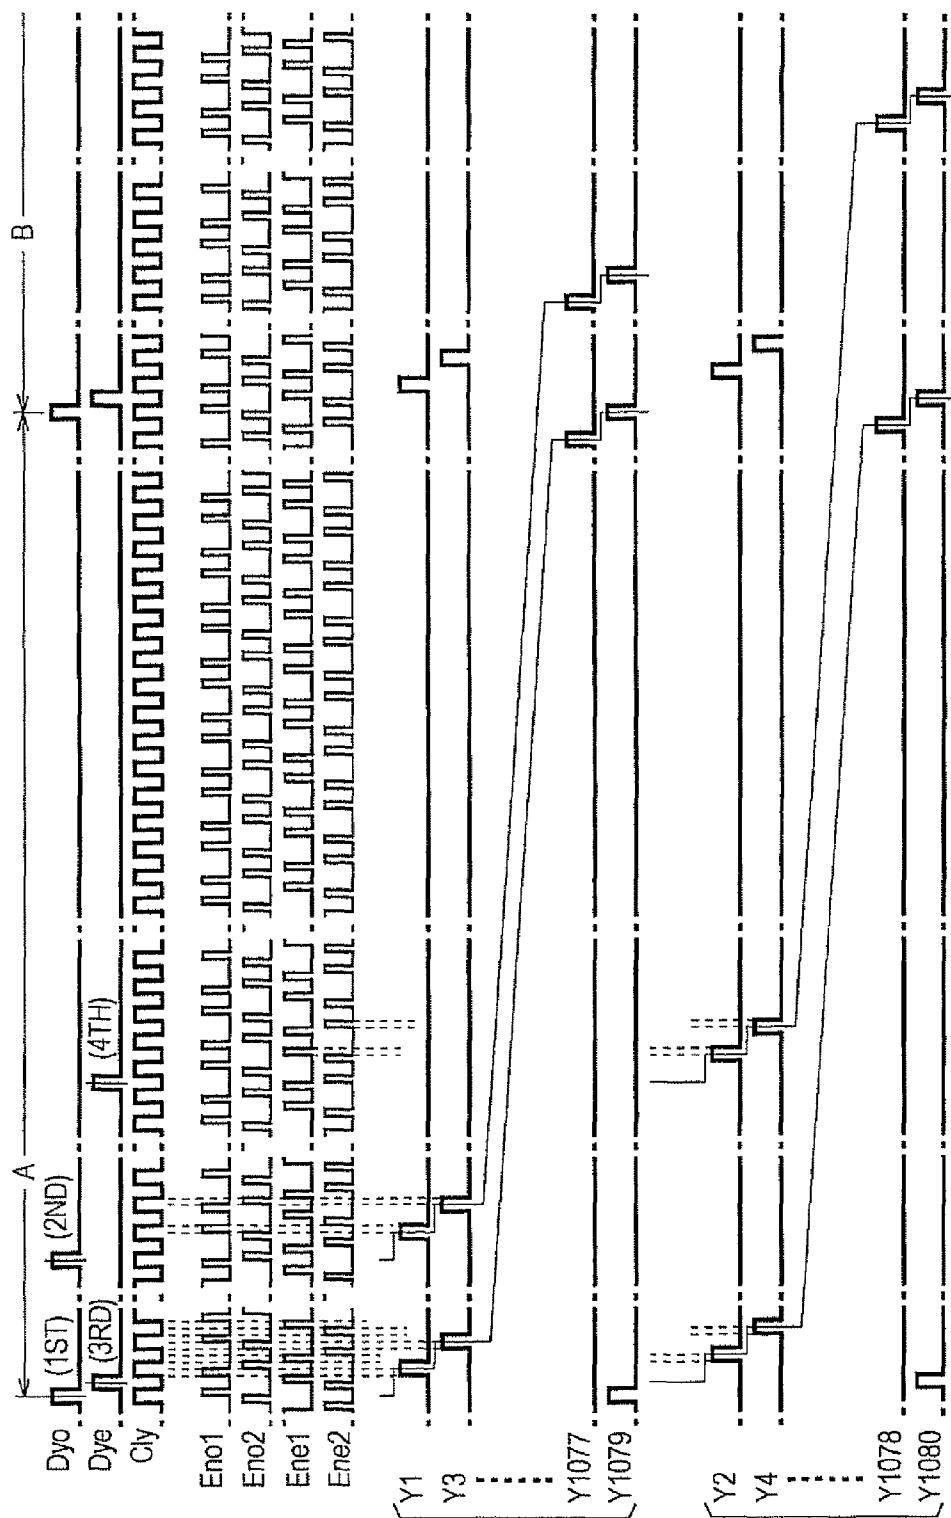 A
B
Dyo (1ST) (2ND)
Dye (3RD) (4TH)
Cly
Eno1
Eno2
Ene1
Ene2
Y1
Y3
Y1077
Y1079
Y2
Y4
Y1078
Y1080